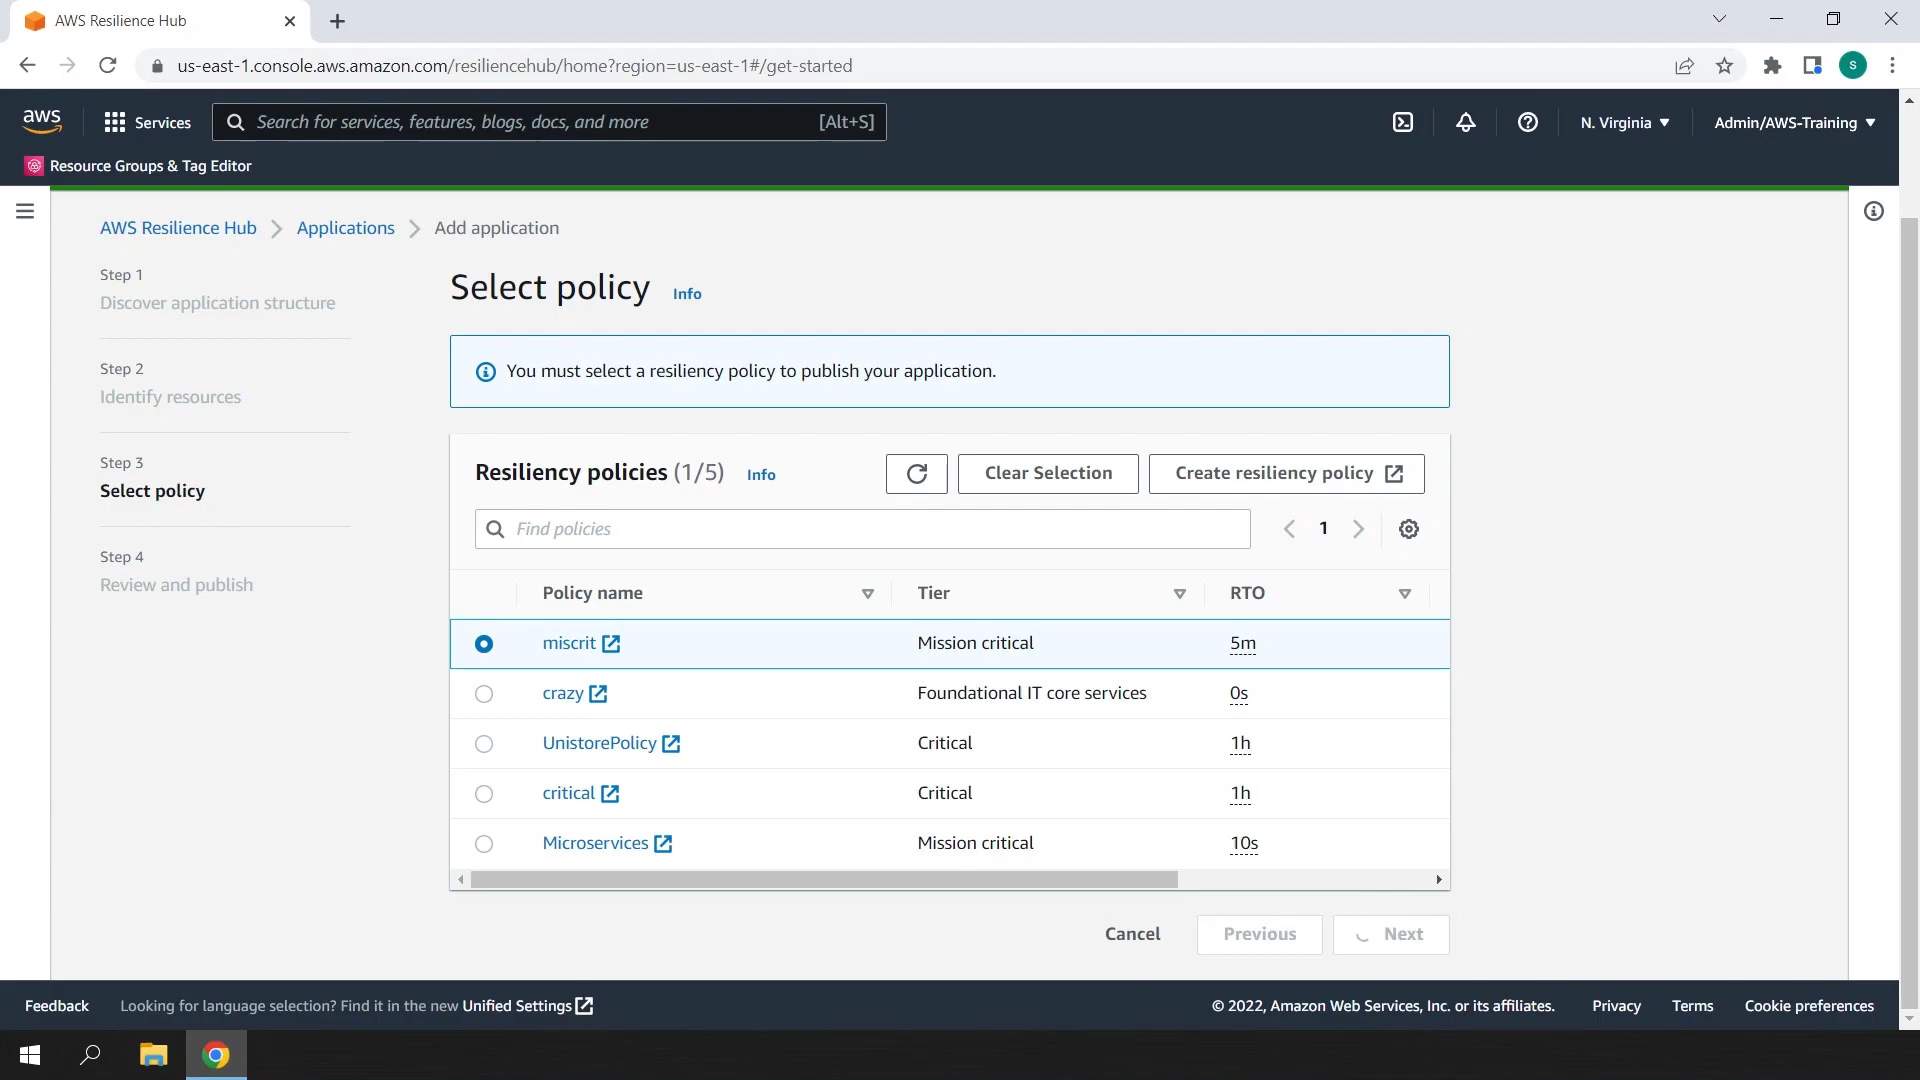 AWS Resilience Hub
us-east-1.console.aws.amazon.com/resiliencehub/home?region=us-east-1#/get-started
S
aws
Services
Search for services, features, blogs, docs, and more
[Alt+S]
N. Virginia
Admin/AWS-Training
Resource Groups & Tag Editor
AWS Resilience Hub
Applications
Add application
Step 1
Discover application structure
Step 2
Identify resources
Step 3
Select policy
Step 4
Review and publish
Select policy
Info
You must select a resiliency policy to publish your application.
Resiliency policies (1/5)
Info
Clear Selection
Create resiliency policy
Find policies
1
Policy name
Tier
RTO
miscrit
Mission critical
5m
crazy
Foundational IT core services
0s
UnistorePolicy
Critical
1h
critical
Critical
1h
Microservices
Mission critical
10s
Cancel
Previous
Next
Feedback
Looking for language selection? Find it in the new Unified Settings
© 2022, Amazon Web Services, Inc. or its affiliates.
Privacy
Terms
Cookie preferences